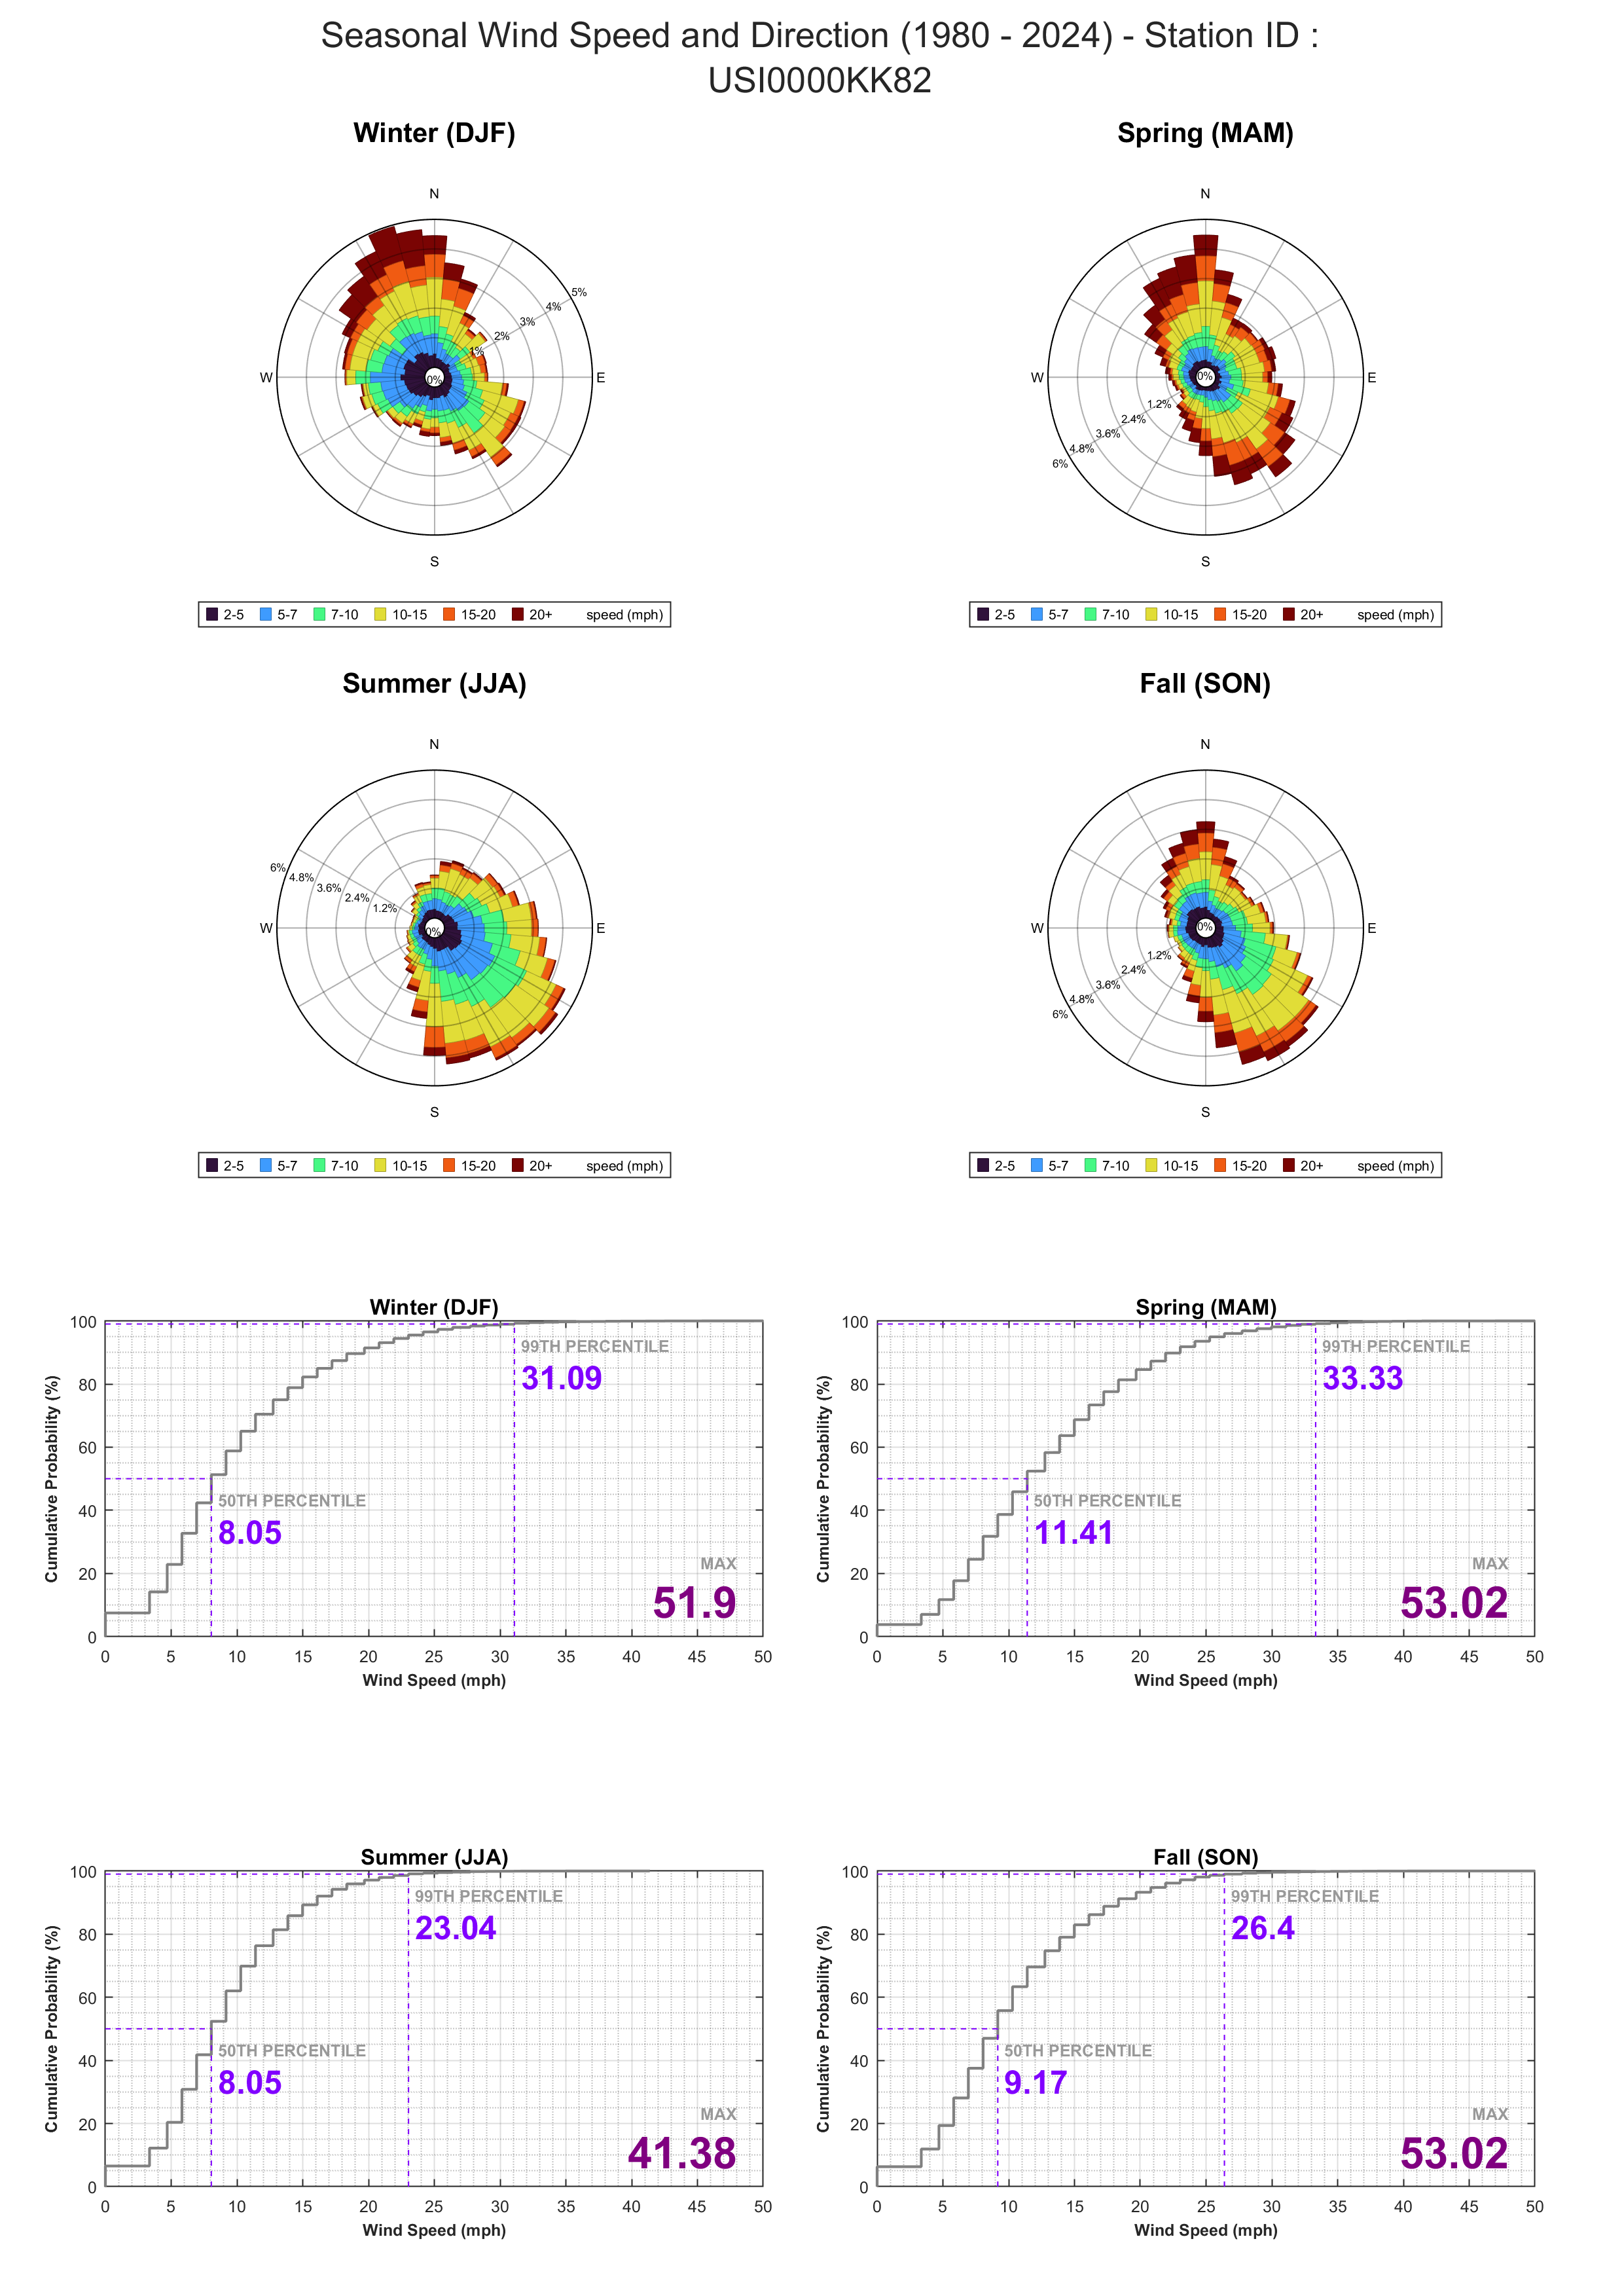 Seasonal Wind Speed and Direction (1980 - 2024) - Station ID :
USI0000KK82
Winter (DJF)
N
W
E
S
0%
1%
2%
3%
4%
5%
2-5 5-7 7-10 10-15 15-20 20+ speed (mph)
Spring (MAM)
N
W
E
S
0%
1.2%
2.4%
3.6%
4.8%
6%
2-5 5-7 7-10 10-15 15-20 20+ speed (mph)
Summer (JJA)
N
W
E
S
0%
1.2%
2.4%
3.6%
4.8%
6%
2-5 5-7 7-10 10-15 15-20 20+ speed (mph)
Fall (SON)
N
W
E
S
0%
1.2%
2.4%
3.6%
4.8%
6%
2-5 5-7 7-10 10-15 15-20 20+ speed (mph)
Winter (DJF)
Cumulative Probability (%)
100
80
60
40
20
0
99TH PERCENTILE
31.09
50TH PERCENTILE
8.05
MAX
51.9
0 5 10 15 20 25 30 35 40 45 50
Wind Speed (mph)
Spring (MAM)
Cumulative Probability (%)
100
80
60
40
20
0
99TH PERCENTILE
33.33
50TH PERCENTILE
11.41
MAX
53.02
0 5 10 15 20 25 30 35 40 45 50
Wind Speed (mph)
Summer (JJA)
Cumulative Probability (%)
100
80
60
40
20
0
99TH PERCENTILE
23.04
50TH PERCENTILE
8.05
MAX
41.38
0 5 10 15 20 25 30 35 40 45 50
Wind Speed (mph)
Fall (SON)
Cumulative Probability (%)
100
80
60
40
20
0
99TH PERCENTILE
26.4
50TH PERCENTILE
9.17
MAX
53.02
0 5 10 15 20 25 30 35 40 45 50
Wind Speed (mph)